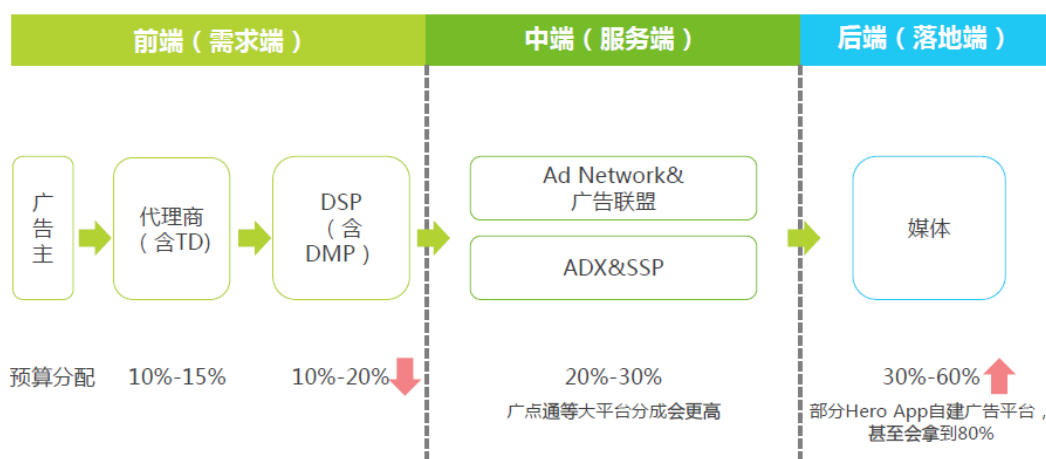 前端（需求端）
中端（服务端）
后端（落地端）
广
告
主
代理商
（含TD)
DSP
（含
DMP）
Ad Network&
广告联盟
ADX&SSP
媒体
预算分配
10%-15%
10%-20%
20%-30%
广点通等大平台分成会更高
30%-60%
部分Hero App自建广告平台，
甚至会拿到80%